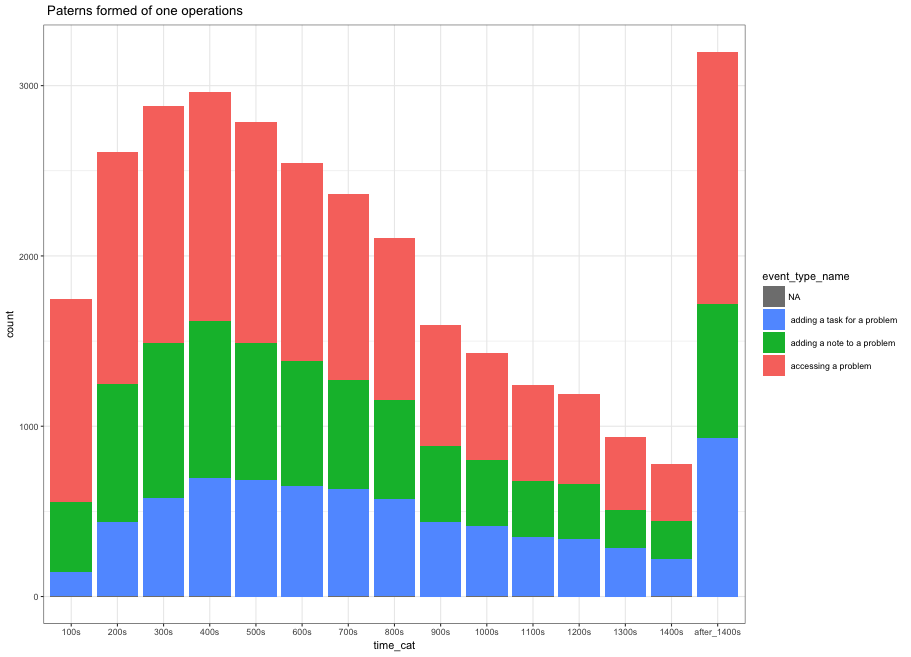 Paterns formed of one operations
3000
2000
1000
0
count
100s 200s 300s 400s 500s 600s 700s 800s 900s 1000s 1100s 1200s 1300s 1400s after_1400s
time_cat
event_type_name
NA
adding a task for a problem
adding a note to a problem
accessing a problem